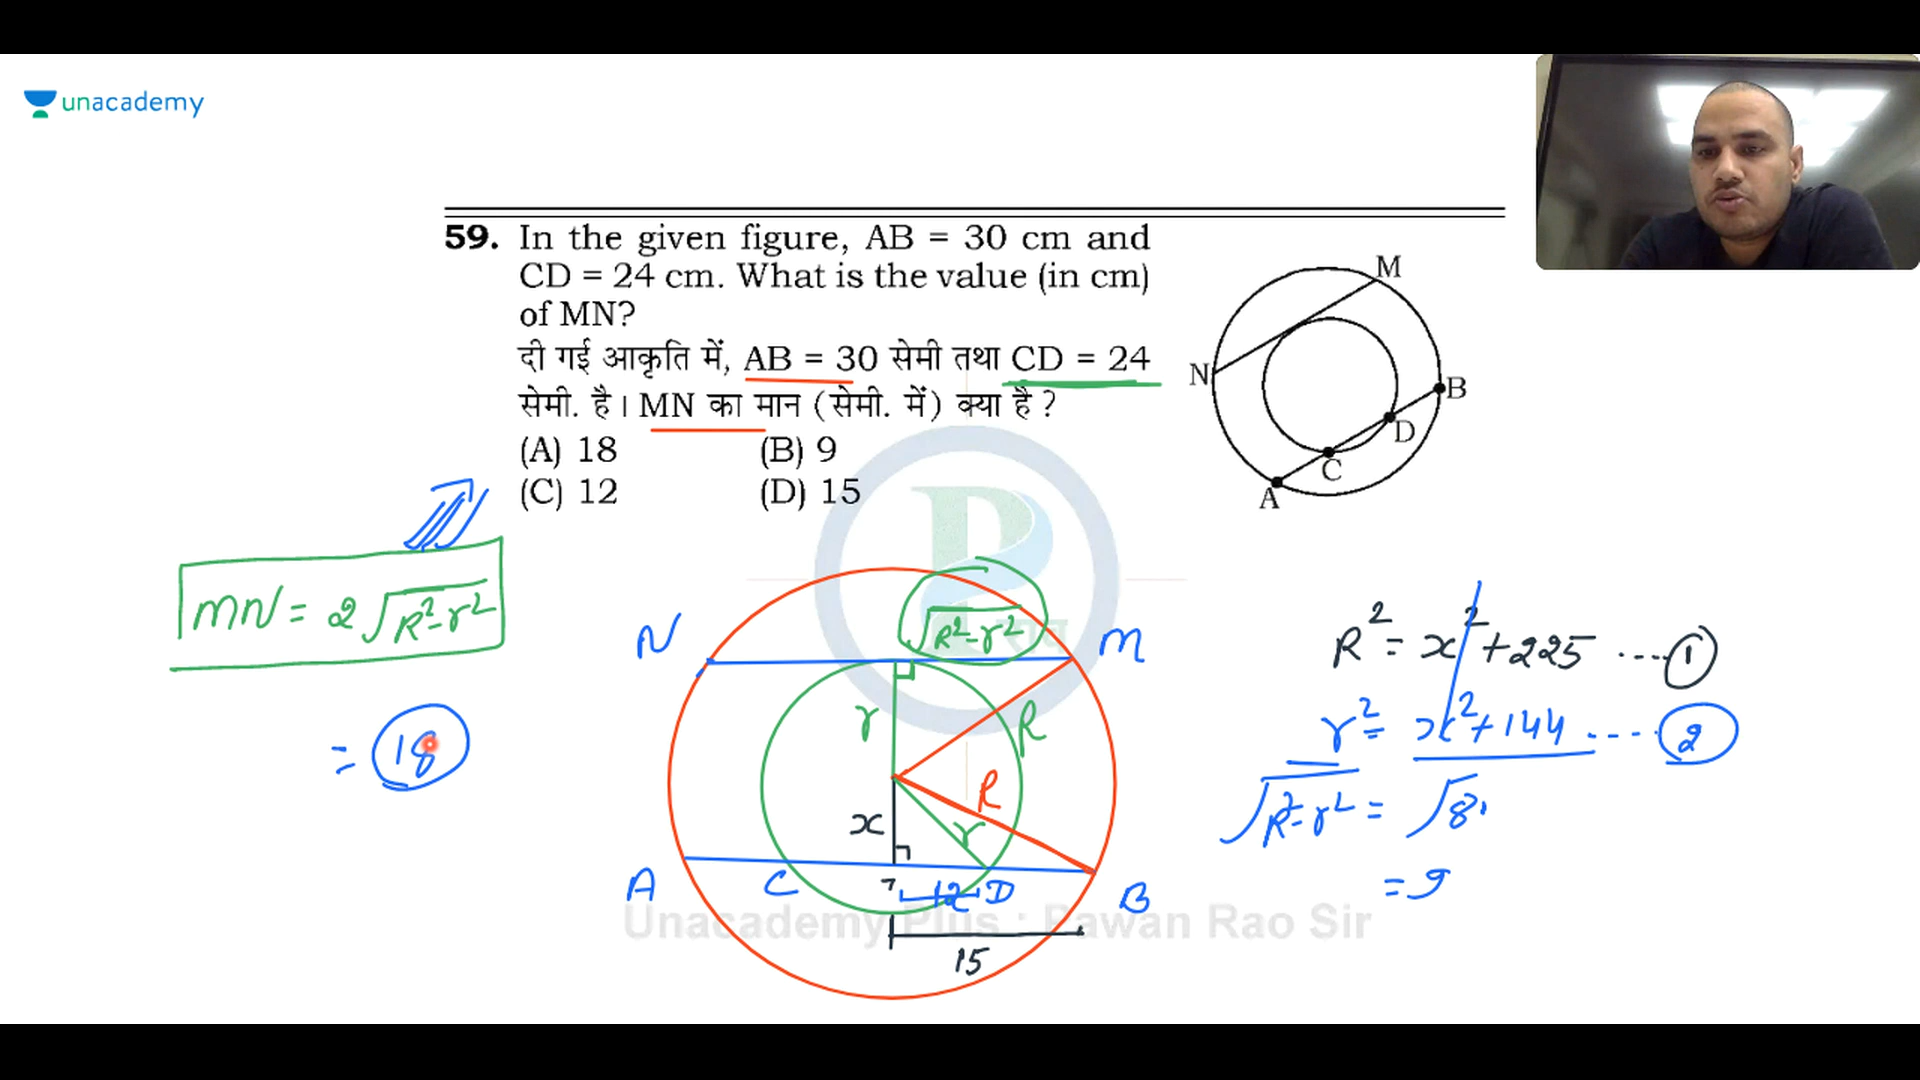 unacademy
59. In the given figure, AB = 30 cm and
CD = 24 cm. What is the value (in cm)
of MN?
दी गई आकृति में, AB = 30 सेमी तथा CD = 24
सेमी. है। MN का मान (सेमी. में) क्या है ?
(A) 18 (B) 9
(C) 12 (D) 15
M
N
B
D
C
A
MN = 2√R²-r²
= 18
N
√R²-r²
M
r
R
x
R
r
A
C
12
D
B
15
R² = x² + 225 ....①
r² = x² + 144 ....②
√R²-r² = √81
= 9
Unacademy Plus : Pawan Rao Sir